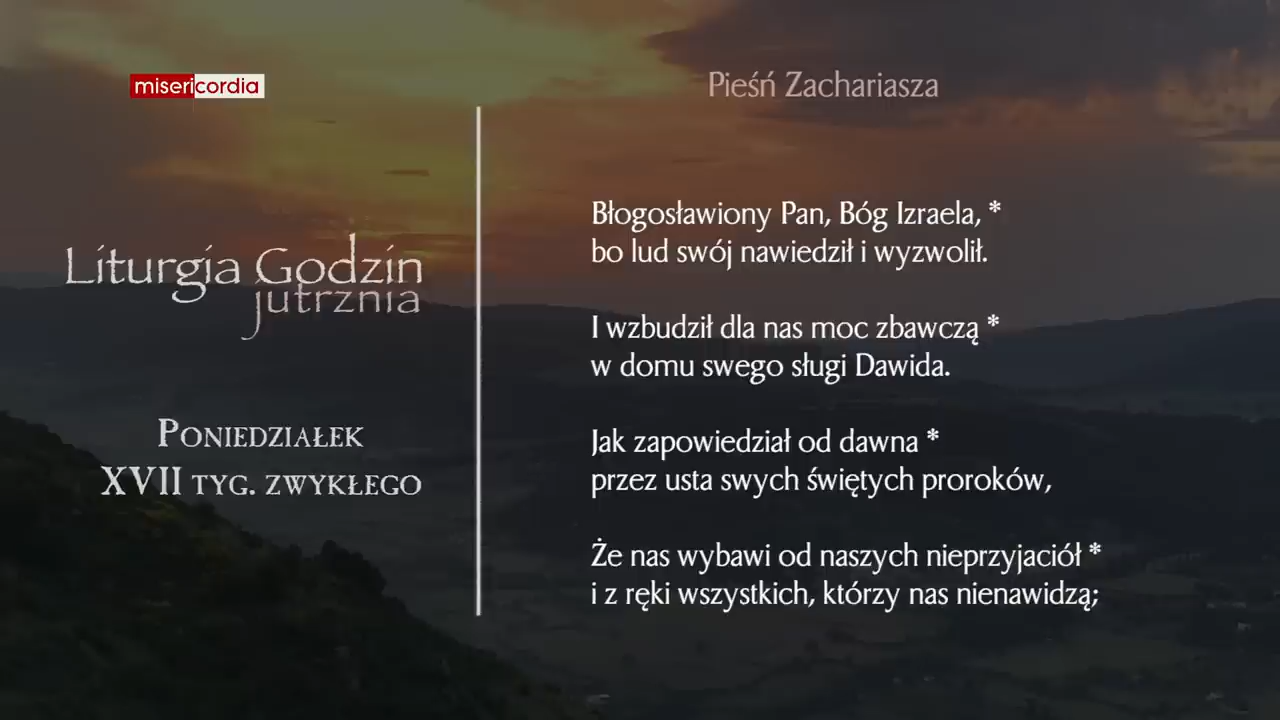 misericordia
Liturgia Godzin
jutrznia
Poniedziałek
XVII tyg. zwykłego
Pieśń Zachariasza
Błogosławiony Pan, Bóg Izraela, *
bo lud swój nawiedził i wyzwolił.
I wzbudził dla nas moc zbawczą *
w domu swego sługi Dawida.
Jak zapowiedział od dawna *
przez usta swych świętych proroków,
Że nas wybawi od naszych nieprzyjaciół *
i z ręki wszystkich, którzy nas nienawidzą;